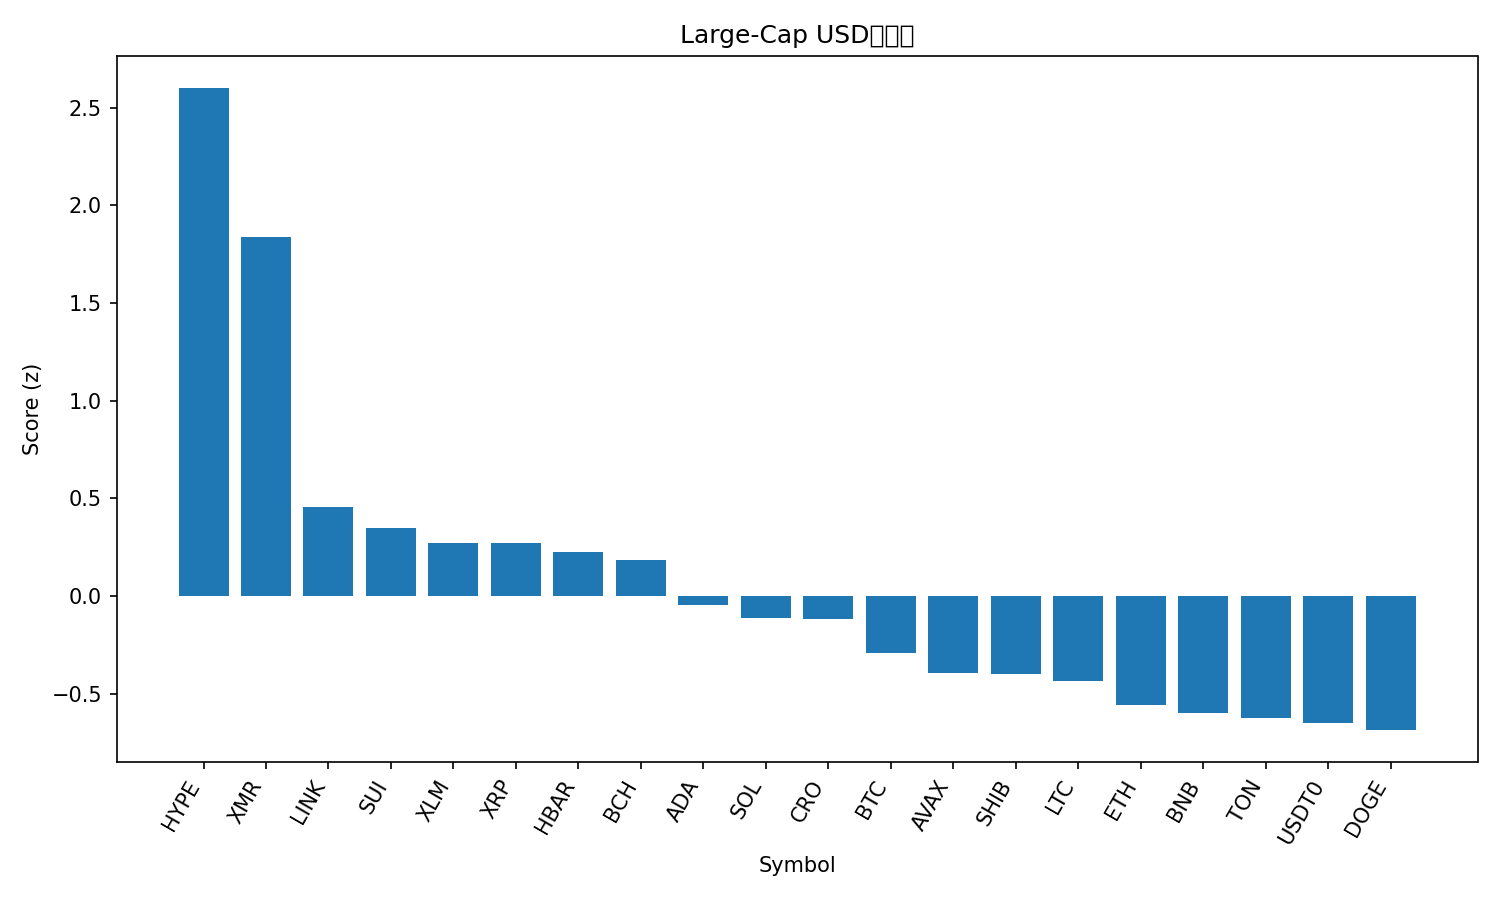 Large-Cap USD
Score (z)
2.5
2.0
1.5
1.0
0.5
0.0
−0.5
HYPE
XMR
LINK
SUI
XLM
XRP
HBAR
BCH
ADA
SOL
CRO
BTC
AVAX
SHIB
LTC
ETH
BNB
TON
USDT0
DOGE
Symbol